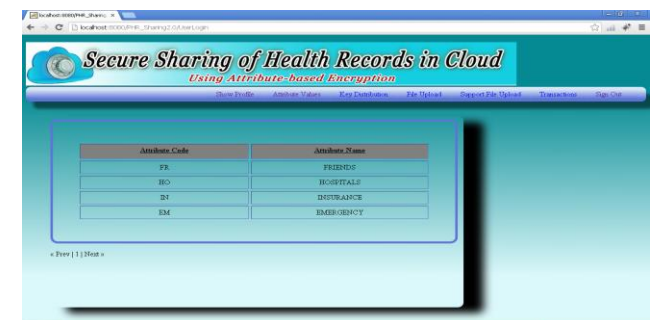 localhost:8080/PHR_Sharing ×
localhost:8080/PHR_Sharing2.0/UserLogin
Secure Sharing of Health Records in Cloud
Using Attribute-based Encryption
Show Profile Attribute Values Key Distribution File Upload Support File Upload Transactions Sign Out
Attribute Code Attribute Name
FR FRIENDS
HO HOSPITALS
IN INSURANCE
EM EMERGENCY
« Prev | 1 | Next »